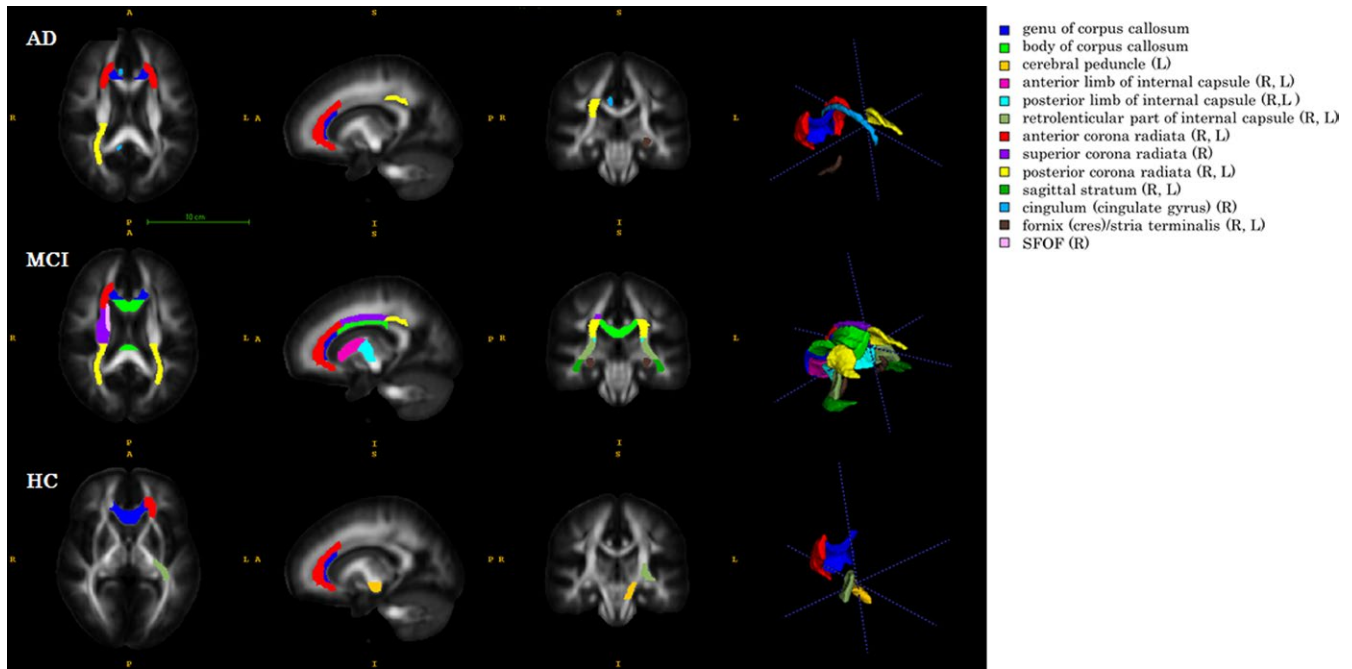 A
S
S
AD
R
L A
P R
L
P
I
I
10 cm
A
S
S
MCI
R
L A
P R
L
P
I
I
A
S
S
HC
R
L A
P R
L
P
I
I
genu of corpus callosum
body of corpus callosum
cerebral peduncle (L)
anterior limb of internal capsule (R, L)
posterior limb of internal capsule (R,L )
retrolenticular part of internal capsule (R, L)
anterior corona radiata (R, L)
superior corona radiata (R)
posterior corona radiata (R, L)
sagittal stratum (R, L)
cingulum (cingulate gyrus) (R)
fornix (cres)/stria terminalis (R, L)
SFOF (R)